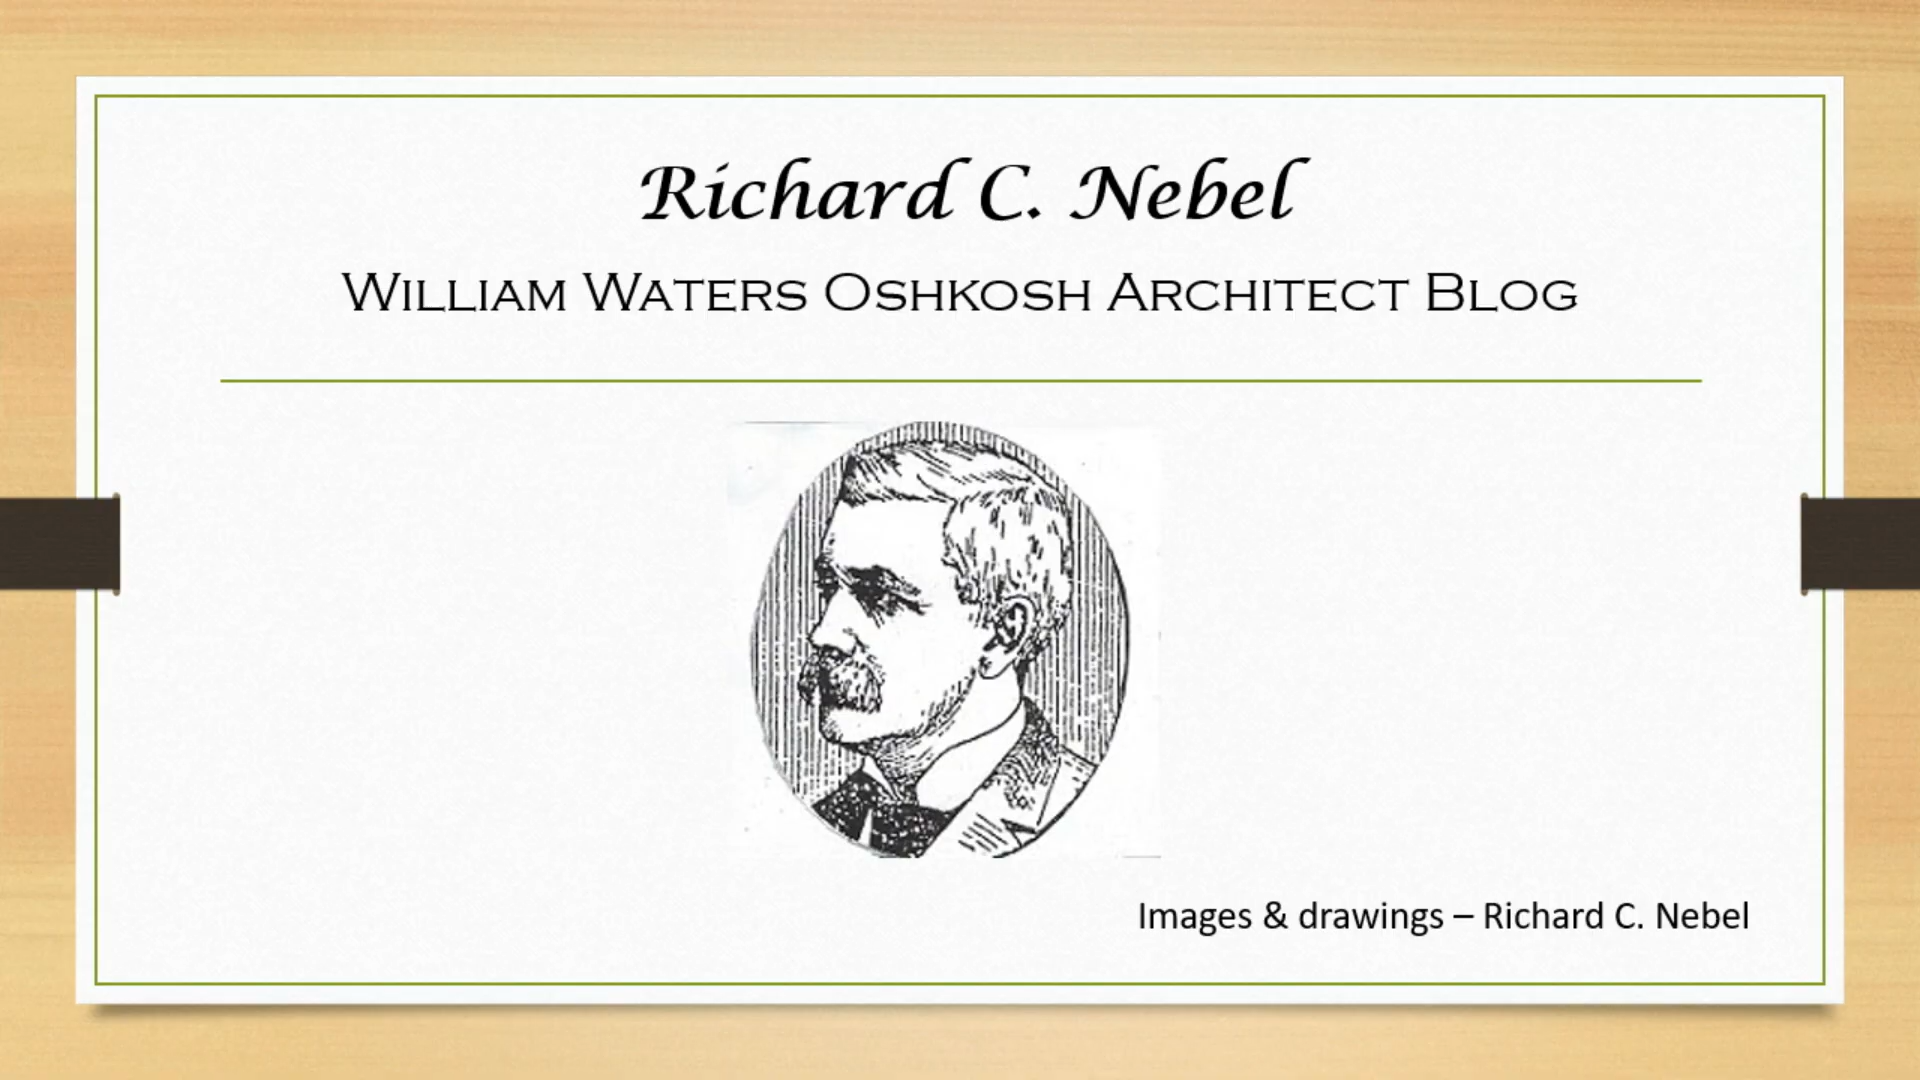 Richard C. Nebel
William Waters Oshkosh Architect Blog
Images & drawings – Richard C. Nebel